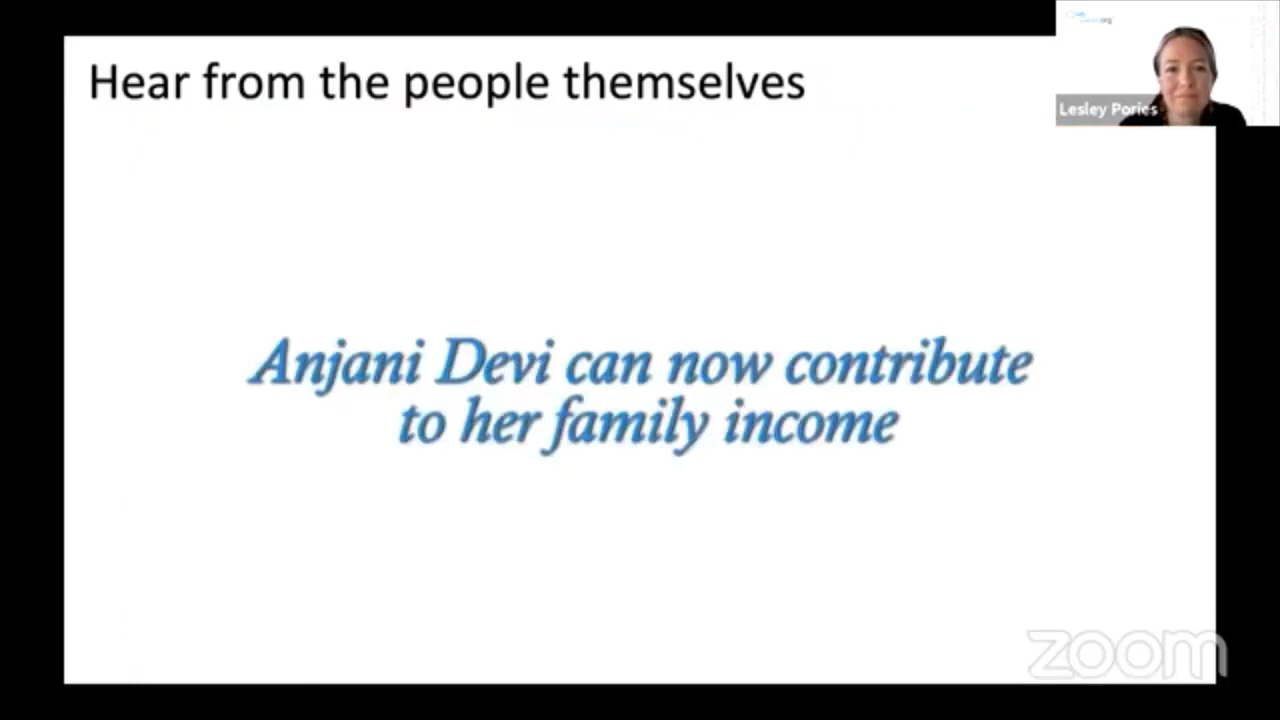 Hear from the people themselves
Lesley Pories
Anjani Devi can now contribute
to her family income
zoom